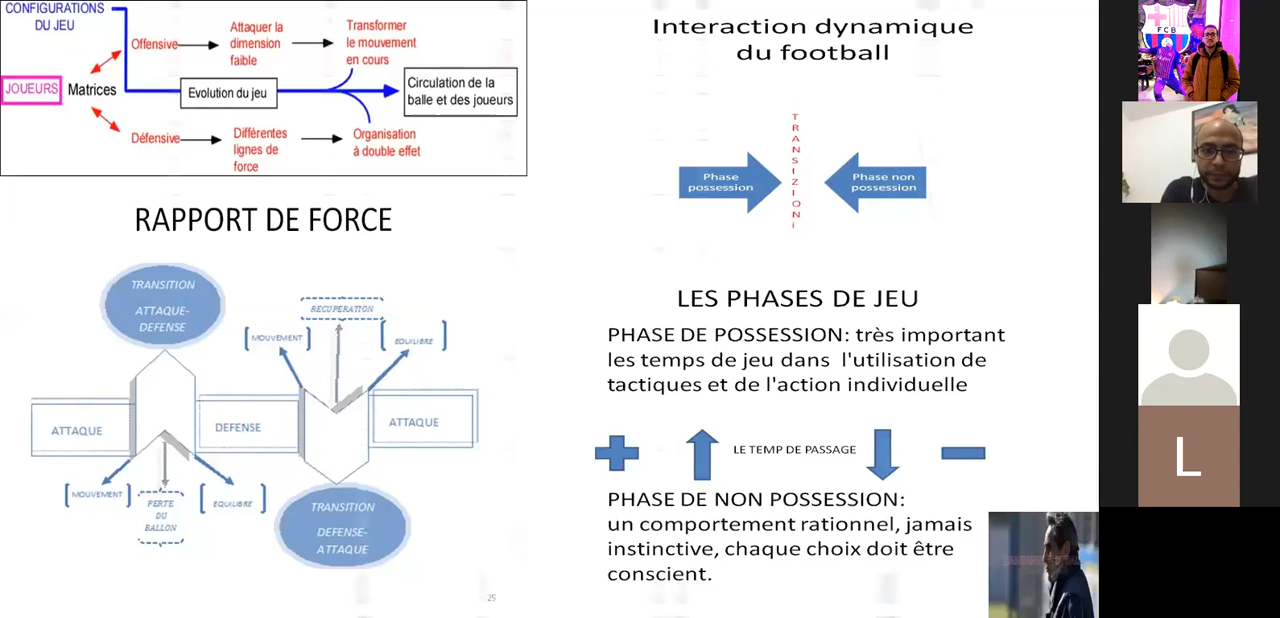 CONFIGURATIONS
DU JEU
Offensive
Attaquer la
dimension
faible
Transformer
le mouvement
en cours
JOUEURS
Matrices
Evolution du jeu
Circulation de la
balle et des joueurs
Défensive
Différentes
lignes de
force
Organisation
à double effet
RAPPORT DE FORCE
TRANSITION
ATTAQUE-
DEFENSE
RECUPERATION
MOUVEMENT
EQUILIBRE
ATTAQUE
DEFENSE
ATTAQUE
MOUVEMENT
PERTE
DU
BALLON
EQUILIBRE
TRANSITION
DEFENSE-
ATTAQUE
25
Interaction dynamique
du football
TRANSIZIONI
Phase
possession
Phase non
possession
LES PHASES DE JEU
PHASE DE POSSESSION: très important
les temps de jeu dans l'utilisation de
tactiques et de l'action individuelle
LE TEMP DE PASSAGE
PHASE DE NON POSSESSION:
un comportement rationnel, jamais
instinctive, chaque choix doit être
conscient.
FCB
L